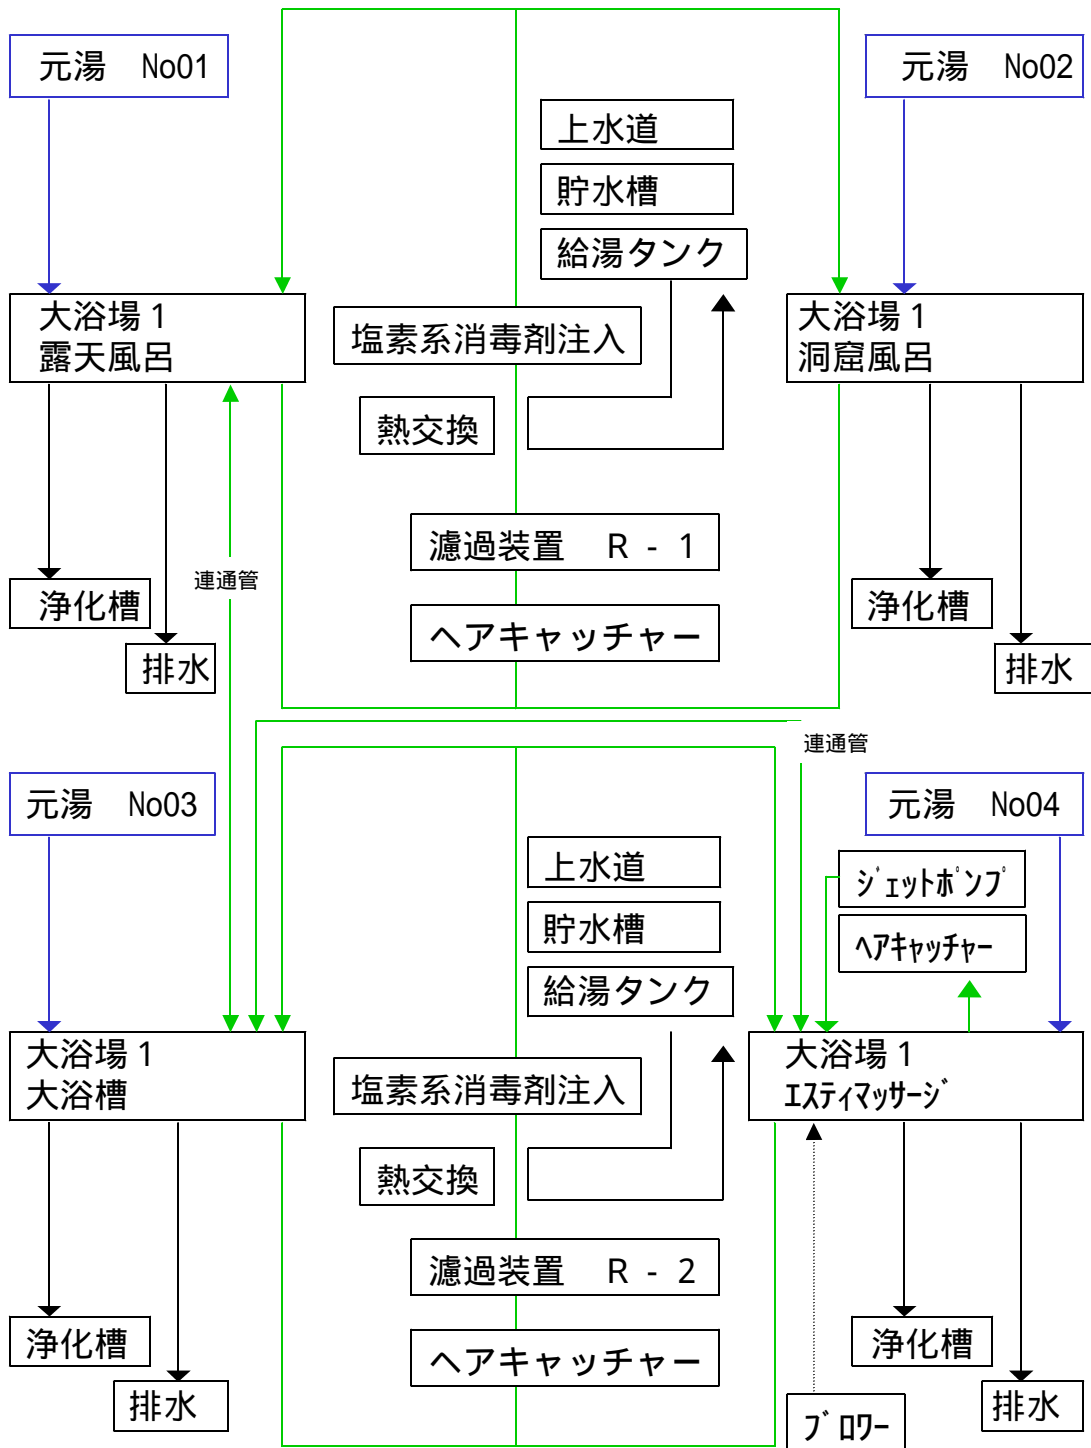 元湯　No01
元湯　No02
上水道
貯水槽
給湯タンク
大浴場1
露天風呂
塩素系消毒剤注入
大浴場1
洞窟風呂
熱交換
濾過装置　R - 1
連通管
浄化槽
ヘアキャッチャー
浄化槽
排水
排水
連通管
元湯　No03
元湯　No04
上水道
ｼﾞｪｯﾄﾎﾟﾝﾌﾟ
貯水槽
ﾍｱｷｬｯﾁｬｰ
給湯タンク
大浴場1
大浴槽
塩素系消毒剤注入
大浴場1
ｴｽﾃｨﾏｯｻｰｼﾞ
熱交換
濾過装置　R - 2
浄化槽
ヘアキャッチャー
浄化槽
排水
ﾌﾞﾛﾜｰ
排水